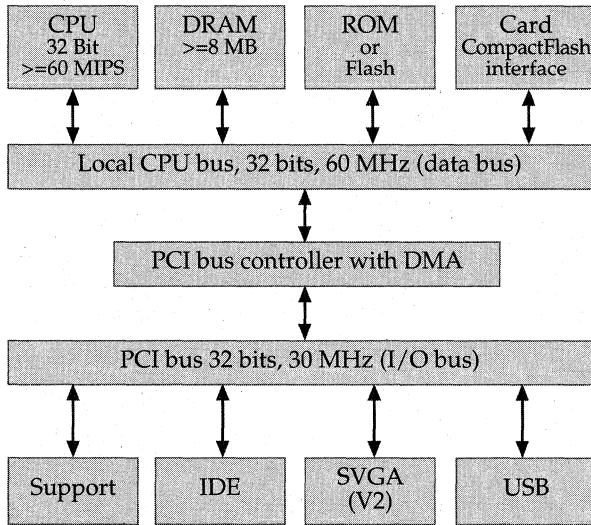 CPU
32 Bit
>=60 MIPS
DRAM
>=8 MB
ROM
or
Flash
Card
CompactFlash
interface
Local CPU bus, 32 bits, 60 MHz (data bus)
PCI bus controller with DMA
PCI bus 32 bits, 30 MHz (I/O bus)
Support
IDE
SVGA
(V2)
USB